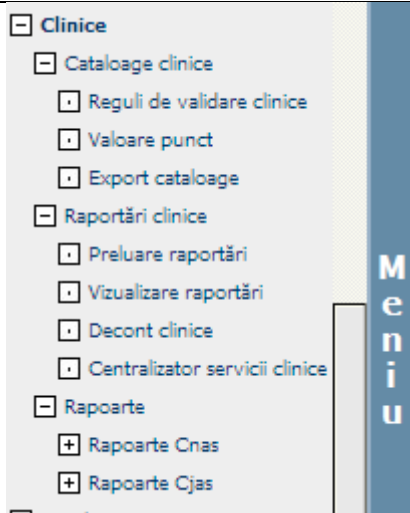 Clinice
Cataloage clinice
Reguli de validare clinice
Valoare punct
Export cataloage
Raportări clinice
Preluare raportări
Vizualizare raportări
Decont clinice
Centralizator servicii clinice
Rapoarte
Rapoarte Cnas
Rapoarte Cjas
Meniu